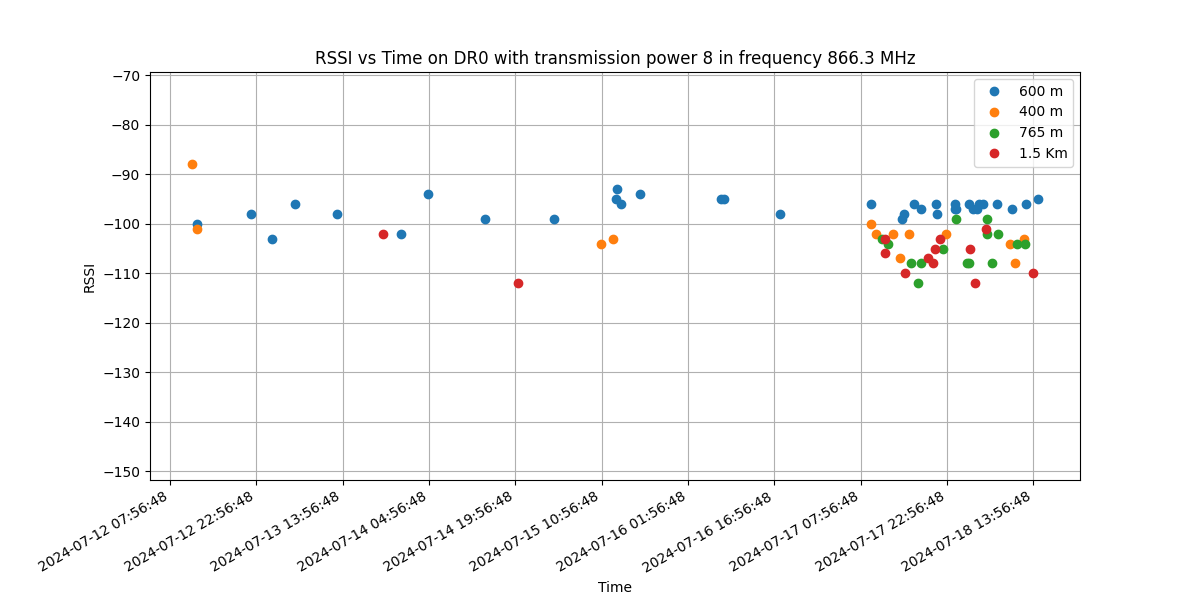 RSSI vs Time on DR0 with transmission power 8 in frequency 866.3 MHz
600 m
400 m
765 m
1.5 Km
RSSI
−70
−80
−90
−100
−110
−120
−130
−140
−150
2024-07-12 07:56:48
2024-07-12 22:56:48
2024-07-13 13:56:48
2024-07-14 04:56:48
2024-07-14 19:56:48
2024-07-15 10:56:48
2024-07-16 01:56:48
2024-07-16 16:56:48
2024-07-17 07:56:48
2024-07-17 22:56:48
2024-07-18 13:56:48
Time